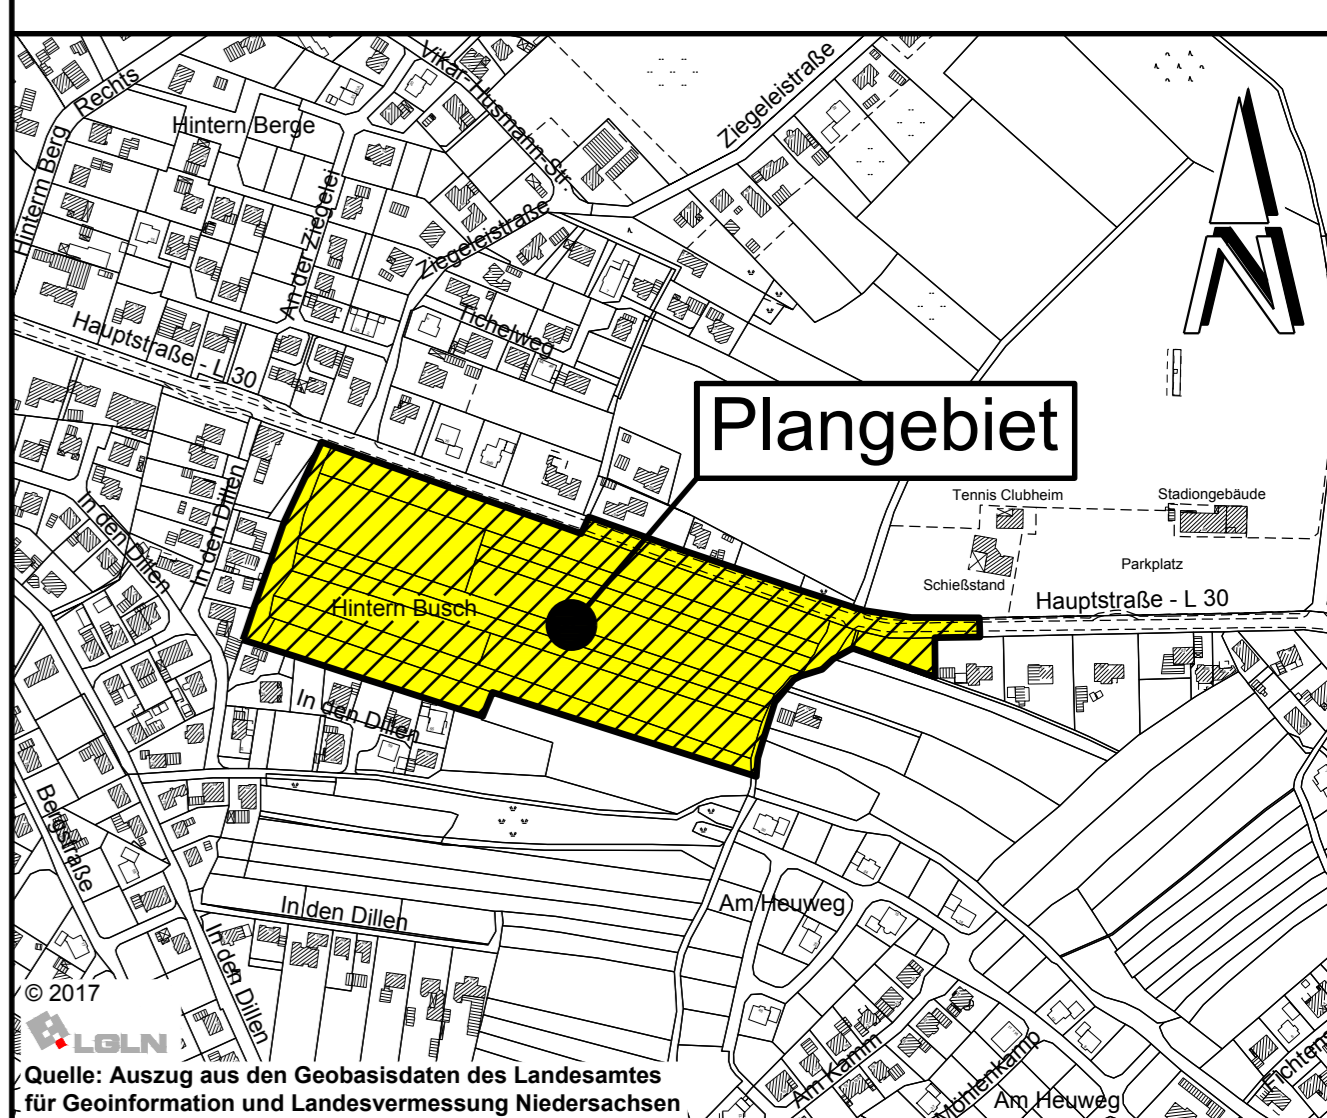 Vikar-Husmann-Str.
Ziegeleistraße
Rechts
Hintern Berge
Hintern Berg
An der Ziegelei
Ziegeleistraße
Tichelweg
Hauptstraße - L 30
Plangebiet
In den Dillen
In den Dillen
Tennis Clubheim
Stadiongebäude
Parkplatz
Schießstand
Hauptstraße - L 30
Hintern Busch
In den Dillen
Bergstraße
Am Heuweg
In den Dillen
In den Dillen
Am Kamm
Möhlenkamp
Am Heuweg
N
© 2017
LGLN
Quelle: Auszug aus den Geobasisdaten des Landesamtes
für Geoinformation und Landesvermessung Niedersachsen